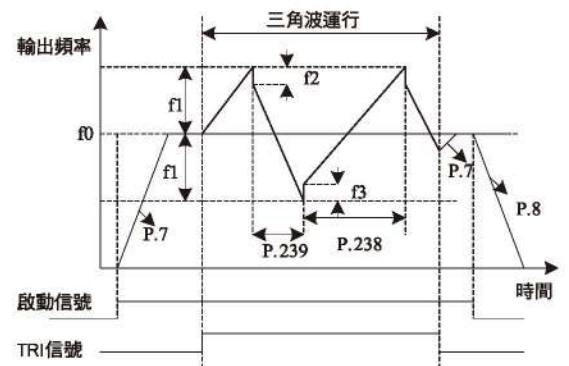 三角波運行
輸出頻率
f2
f1
f0
f1
f3
P.7
P.7
P.8
P.239
P.238
時間
啟動信號
TRI信號